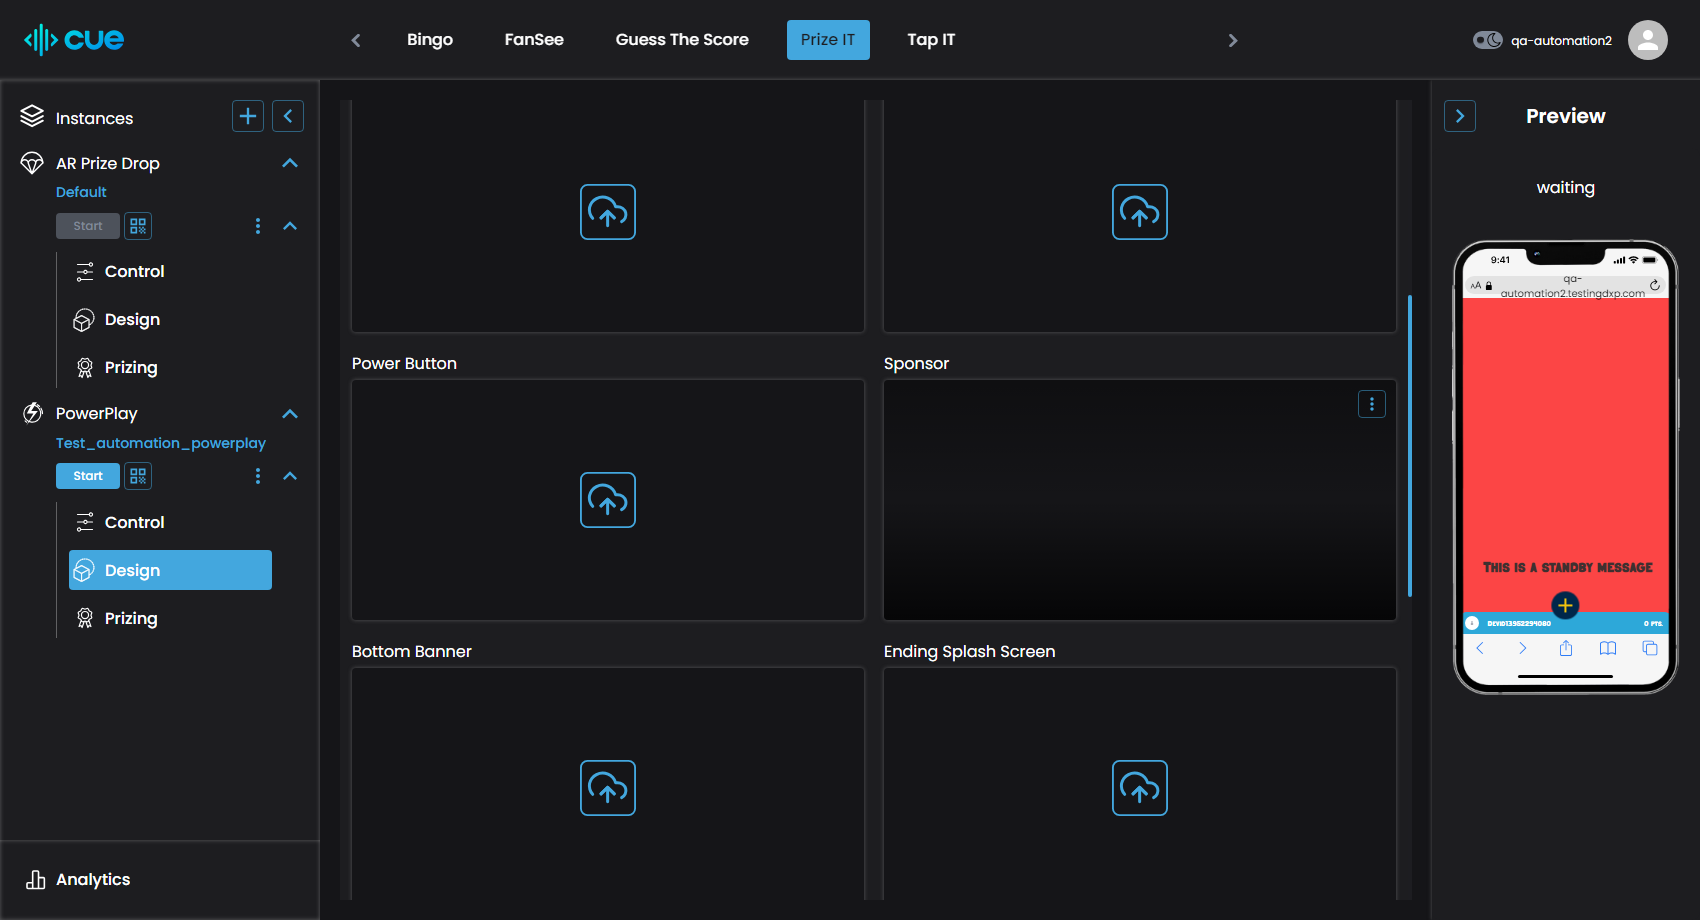 cue
Bingo
FanSee
Guess The Score
Prize IT
Tap IT
qa-automation2
Instances
AR Prize Drop
Default
Start
Control
Design
Prizing
PowerPlay
Test_automation_powerplay
Start
Control
Design
Prizing
Analytics
Power Button
Sponsor
Bottom Banner
Ending Splash Screen
Preview
waiting
9:41
AA
qa-
automation2.testingdxp.com
This is a standby message
DEVID13952294080
0 PTS.